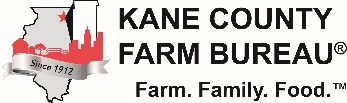 KANE COUNTY
FARM BUREAU®
Since 1912
Farm. Family. Food.™